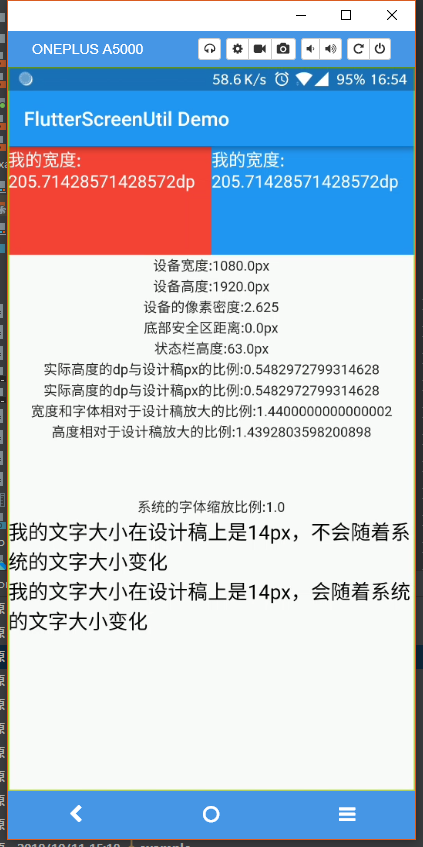 ONEPLUS A5000
58.6 K/s 95% 16:54
FlutterScreenUtil Demo
我的宽度:
205.71428571428572dp
我的宽度:
205.71428571428572dp
设备宽度:1080.0px
设备高度:1920.0px
设备的像素密度:2.625
底部安全区距离:0.0px
状态栏高度:63.0px
实际高度的dp与设计稿px的比例:0.5482972799314628
实际高度的dp与设计稿px的比例:0.5482972799314628
宽度和字体相对于设计稿放大的比例:1.4400000000000002
高度相对于设计稿放大的比例:1.4392803598200898
系统的字体缩放比例:1.0
我的文字大小在设计稿上是14px，不会随着系
统的文字大小变化
我的文字大小在设计稿上是14px，会随着系统
的文字大小变化